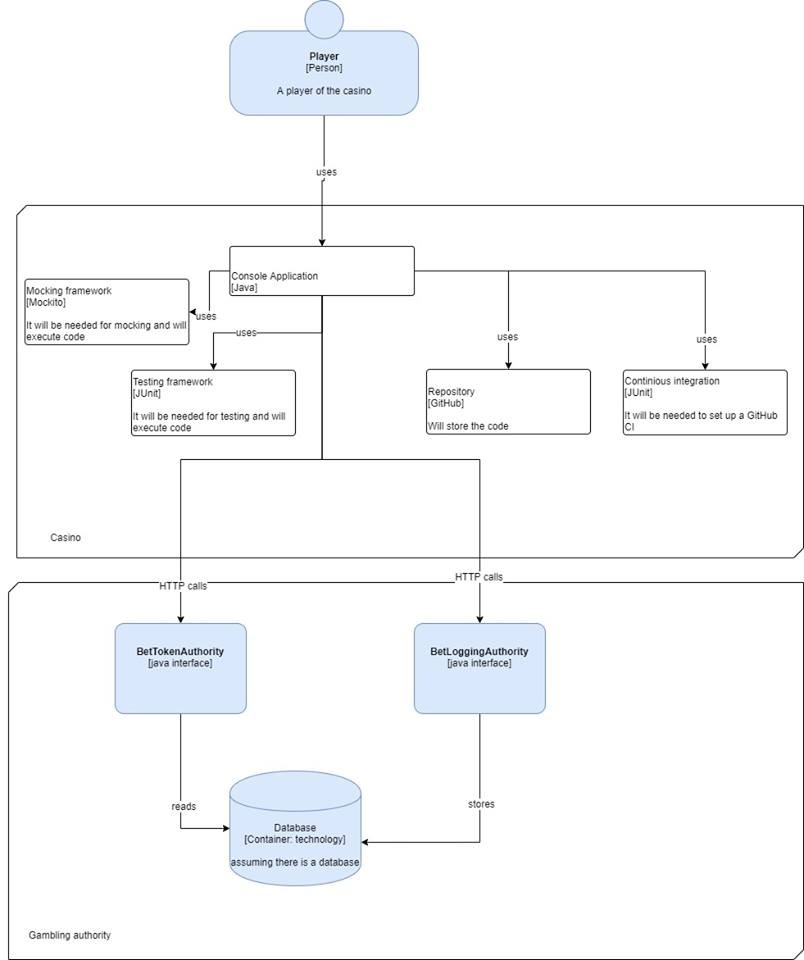 Player
[Person]
A player of the casino
uses
Console Application
[Java]
Mocking framework
[Mockito]
It will be needed for mocking and will
execute code
uses
uses
uses
uses
Testing framework
[JUnit]
It will be needed for testing and will
execute code
Repository
[GitHub]
Will store the code
Continious integration
[JUnit]
It will be needed to set up a GitHub
CI
Casino
HTTP calls
HTTP calls
BetTokenAuthority
[java interface]
BetLoggingAuthority
[java interface]
reads
stores
Database
[Container: technology]
assuming there is a database
Gambling authority